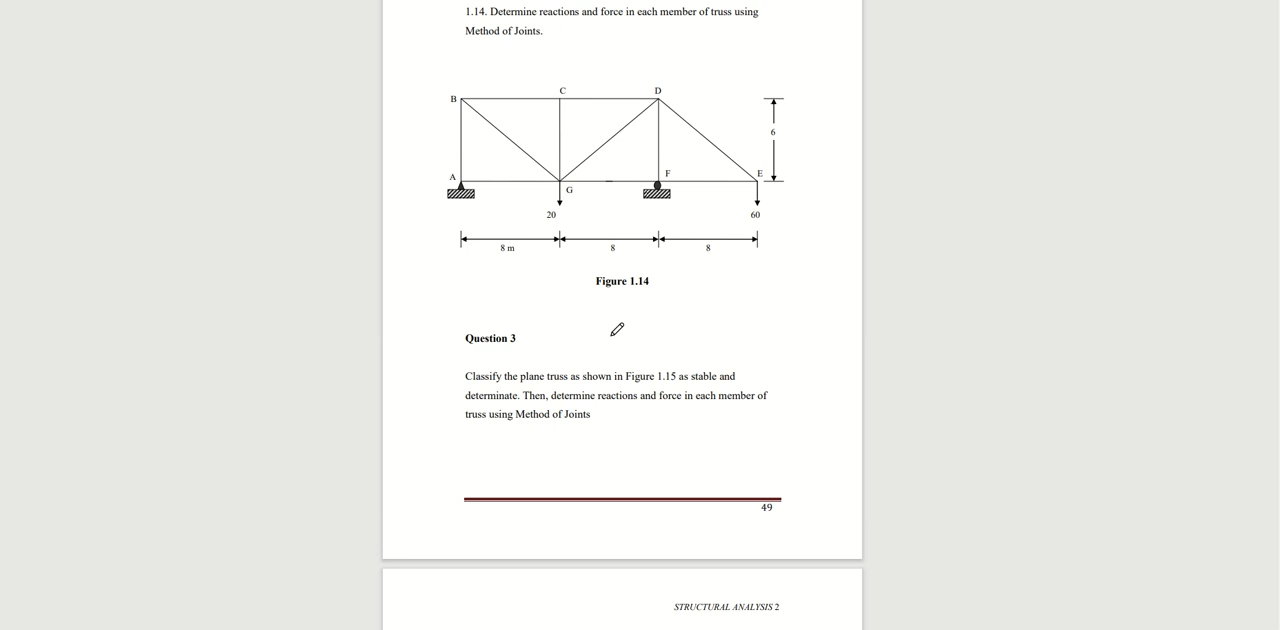 1.14. Determine reactions and force in each member of truss using
Method of Joints.
B
C
D
6
A
F
E
G
20
60
8 m
8
8
Figure 1.14
Question 3
Classify the plane truss as shown in Figure 1.15 as stable and
determinate. Then, determine reactions and force in each member of
truss using Method of Joints
49
STRUCTURAL ANALYSIS 2